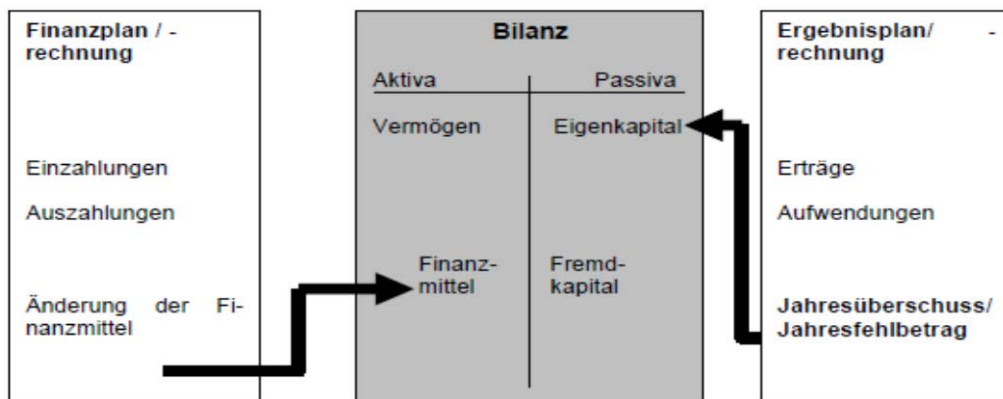 Finanzplan / -
rechnung
Einzahlungen
Auszahlungen
Änderung der Fi-
nanzmittel
Bilanz
Aktiva Passiva
Vermögen Eigenkapital
Finanz-
mittel
Fremd-
kapital
Ergebnisplan/ -
rechnung
Erträge
Aufwendungen
Jahresüberschuss/
Jahresfehlbetrag